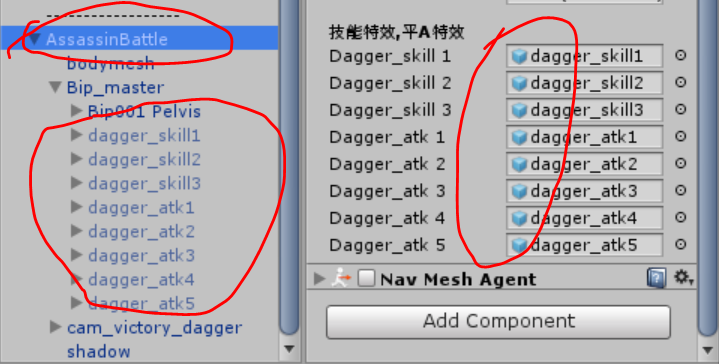 AssassinBattle
bodymesh
Bip_master
Bip001 Pelvis
dagger_skill1
dagger_skill2
dagger_skill3
dagger_atk1
dagger_atk2
dagger_atk3
dagger_atk4
dagger_atk5
cam_victory_dagger
shadow
技能特效,平A特效
Dagger_skill 1 dagger_skill1
Dagger_skill 2 dagger_skill2
Dagger_skill 3 dagger_skill3
Dagger_atk 1 dagger_atk1
Dagger_atk 2 dagger_atk2
Dagger_atk 3 dagger_atk3
Dagger_atk 4 dagger_atk4
Dagger_atk 5 dagger_atk5
Nav Mesh Agent
Add Component